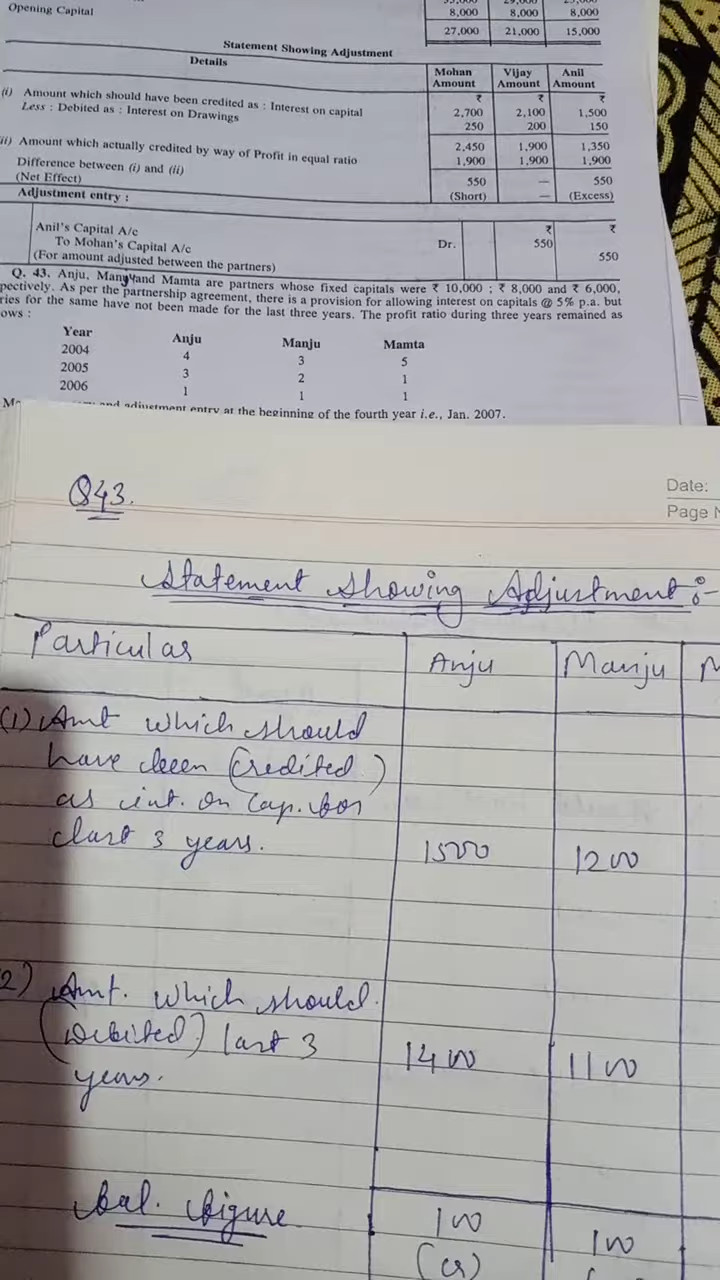 Opening Capital
8,000 8,000 8,000
27,000 21,000 15,000
Statement Showing Adjustment
Details Mohan Amount Vijay Amount Anil Amount
₹ ₹ ₹
(i) Amount which should have been credited as : Interest on capital 2,700 2,100 1,500
Less : Debited as : Interest on Drawings 250 200 150
2,450 1,900 1,350
ii) Amount which actually credited by way of Profit in equal ratio 1,900 1,900 1,900
Difference between (i) and (ii) 550 — 550
(Net Effect) (Short) — (Excess)
Adjustment entry :
₹ ₹
Anil's Capital A/c Dr. 550
To Mohan's Capital A/c 550
(For amount adjusted between the partners)
Q. 43. Anju, Manju and Mamta are partners whose fixed capitals were ₹ 10,000 ; ₹ 8,000 and ₹ 6,000,
pectively. As per the partnership agreement, there is a provision for allowing interest on capitals @ 5% p.a. but
ries for the same have not been made for the last three years. The profit ratio during three years remained as
ows :
Year Anju Manju Mamta
2004 4 3 5
2005 3 2 1
2006 1 1 1
and adjustment entry at the beginning of the fourth year i.e., Jan. 2007.
Q43.
Date:
Page N
Statement Showing Adjustment :-
Particular Anju Manju M
(1) Amt which should
have been (Credited)
as int. on Cap. for
last 3 years. 1500 1200
2) Amt. which should
(Debited) last 3 1400 1100
years.
Bal. figure 100 100
(Cr)